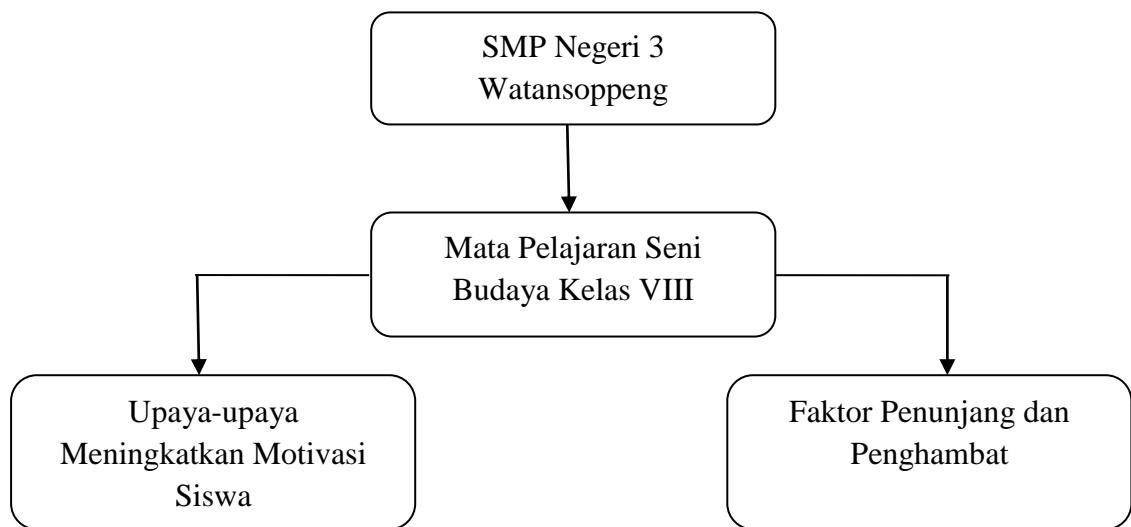 SMP Negeri 3
Watansoppeng
Mata Pelajaran Seni
Budaya Kelas VIII
Upaya-upaya
Meningkatkan Motivasi
Siswa
Faktor Penunjang dan
Penghambat